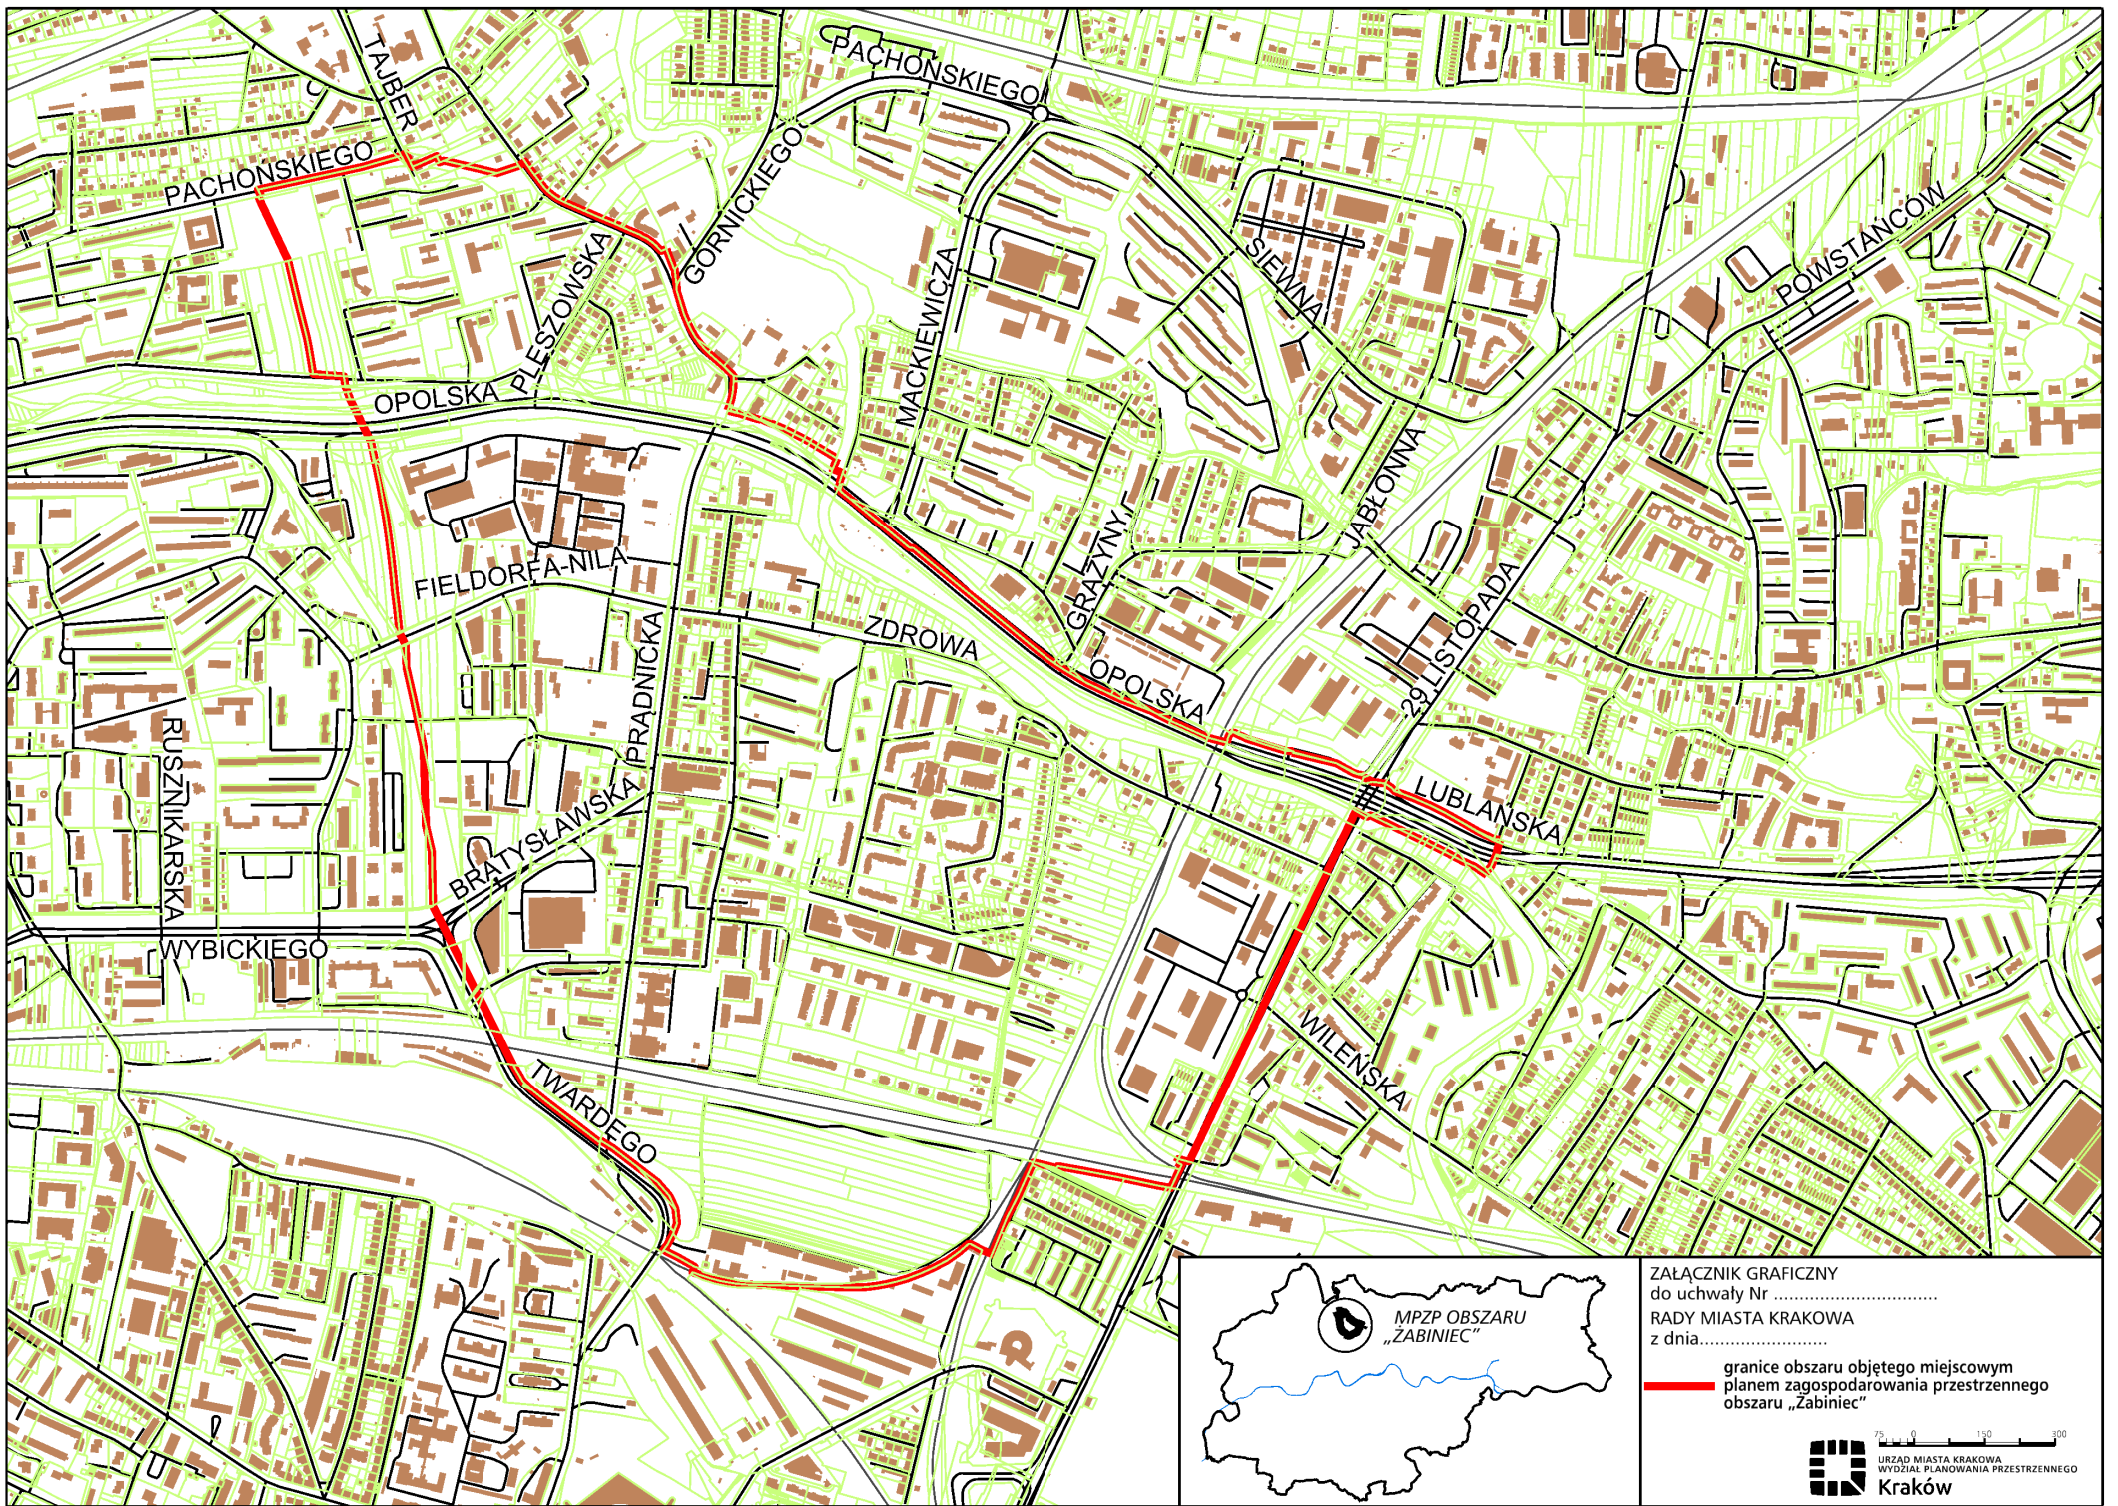 TAJBER
PACHOŃSKIEGO
PACHOŃSKIEGO
GÓRNICKIEGO
PLESZOWSKA
MACKIEWICZA
SIEWNA
POWSTAŃCÓW
OPOLSKA
JABŁONNA
GRAŻYNY
FIELDORFA-NILA
PRĄDNICKA
ZDROWA
OPOLSKA
29 LISTOPADA
RUSZNIKARSKA
BRATYSŁAWSKA
LUBLAŃSKA
WYBICKIEGO
WILEŃSKA
TWARDEGO
MPZP OBSZARU
„ŻABINIEC”
ZAŁĄCZNIK GRAFICZNY
do uchwały Nr ................................
RADY MIASTA KRAKOWA
z dnia.........................
granice obszaru objętego miejscowym
planem zagospodarowania przestrzennego
obszaru „Żabiniec”
75 0 150 300
URZĄD MIASTA KRAKOWA
WYDZIAŁ PLANOWANIA PRZESTRZENNEGO
Kraków